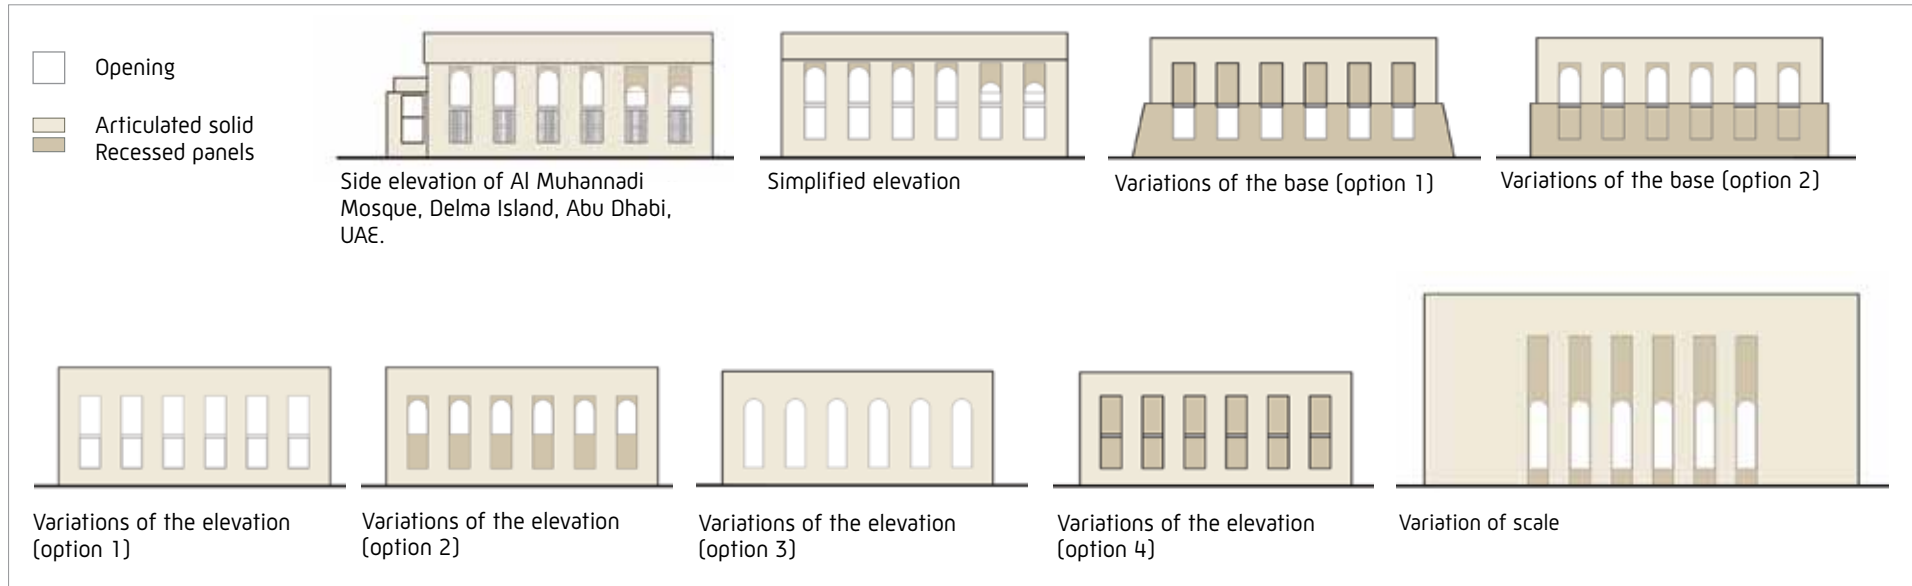 Opening
Articulated solid
Recessed panels
Side elevation of Al Muhannadi
Mosque, Delma Island, Abu Dhabi,
UAE.
Simplified elevation
Variations of the base (option 1)
Variations of the base (option 2)
Variations of the elevation
(option 1)
Variations of the elevation
(option 2)
Variations of the elevation
(option 3)
Variations of the elevation
(option 4)
Variation of scale